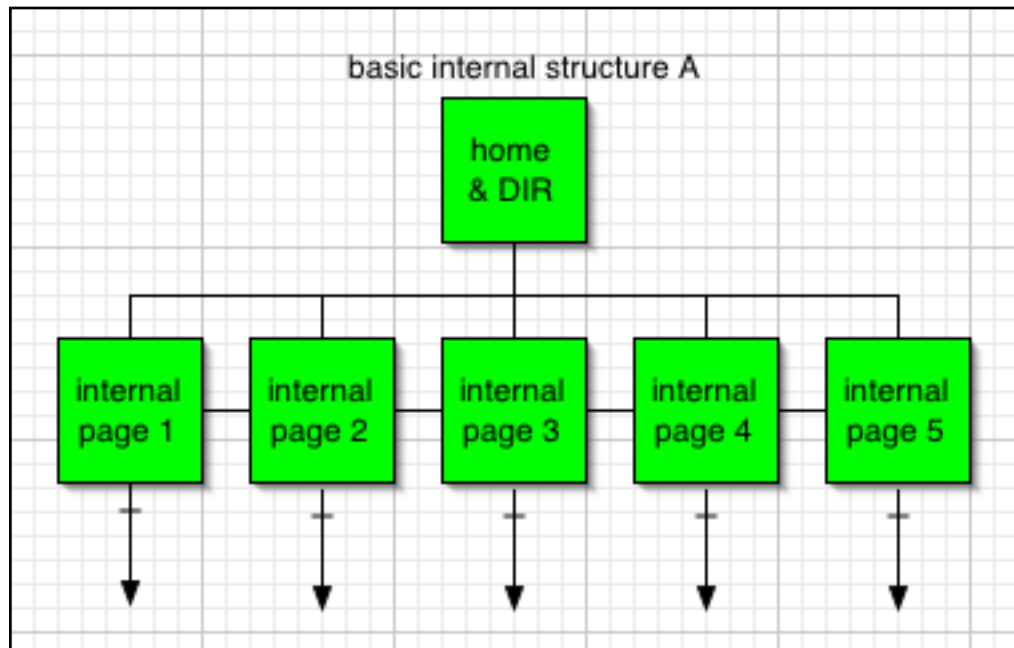 basic internal structure A
home
& DIR
internal
page 1
internal
page 2
internal
page 3
internal
page 4
internal
page 5